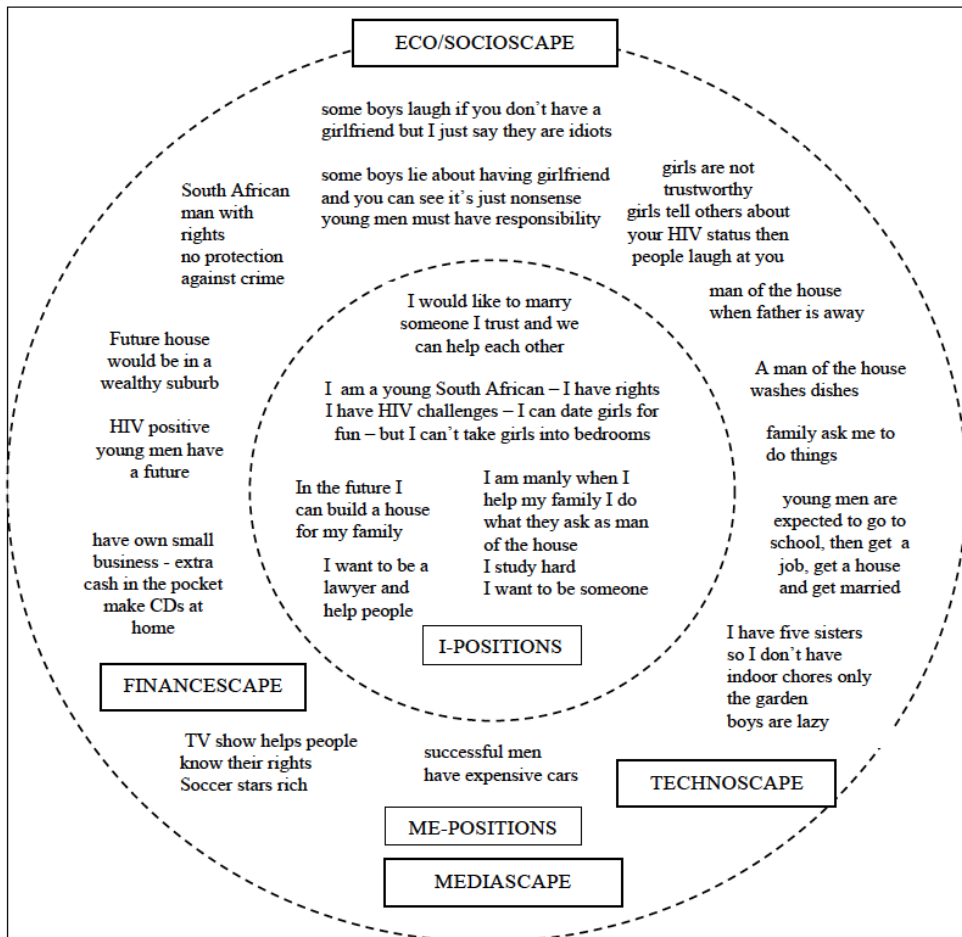 ECO/SOCIOSCAPE
some boys laugh if you don’t have a
girlfriend but I just say they are idiots
some boys lie about having girlfriend
and you can see it’s just nonsense
young men must have responsibility
girls are not
trustworthy
girls tell others about
your HIV status then
people laugh at you
South African
man with
rights
no protection
against crime
man of the house
when father is away
I would like to marry
someone I trust and we
can help each other
Future house
would be in a
wealthy suburb
A man of the house
washes dishes
I am a young South African – I have rights
I have HIV challenges – I can date girls for
fun – but I can’t take girls into bedrooms
HIV positive
young men have
a future
family ask me to
do things
In the future I
can build a house
for my family
I am manly when I
help my family I do
what they ask as man
of the house
I study hard
I want to be someone
young men are
expected to go to
school, then get a
job, get a house
and get married
have own small
business - extra
cash in the pocket
make CDs at
home
I want to be a
lawyer and
help people
I-POSITIONS
I have five sisters
so I don’t have
indoor chores only
the garden
boys are lazy
FINANCESCAPE
TV show helps people
know their rights
Soccer stars rich
successful men
have expensive cars
TECHNOSCAPE
ME-POSITIONS
MEDIASCAPE